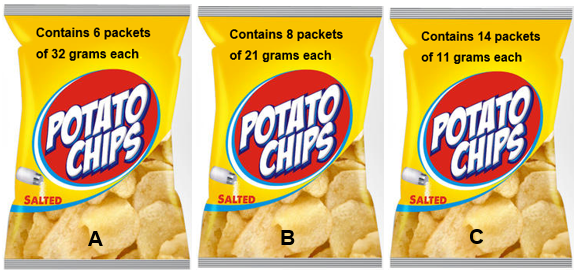 Contains 6 packets
of 32 grams each
POTATO
CHIPS
SALTED
A
Contains 8 packets
of 21 grams each
POTATO
CHIPS
SALTED
B
Contains 14 packets
of 11 grams each
POTATO
CHIPS
SALTED
C